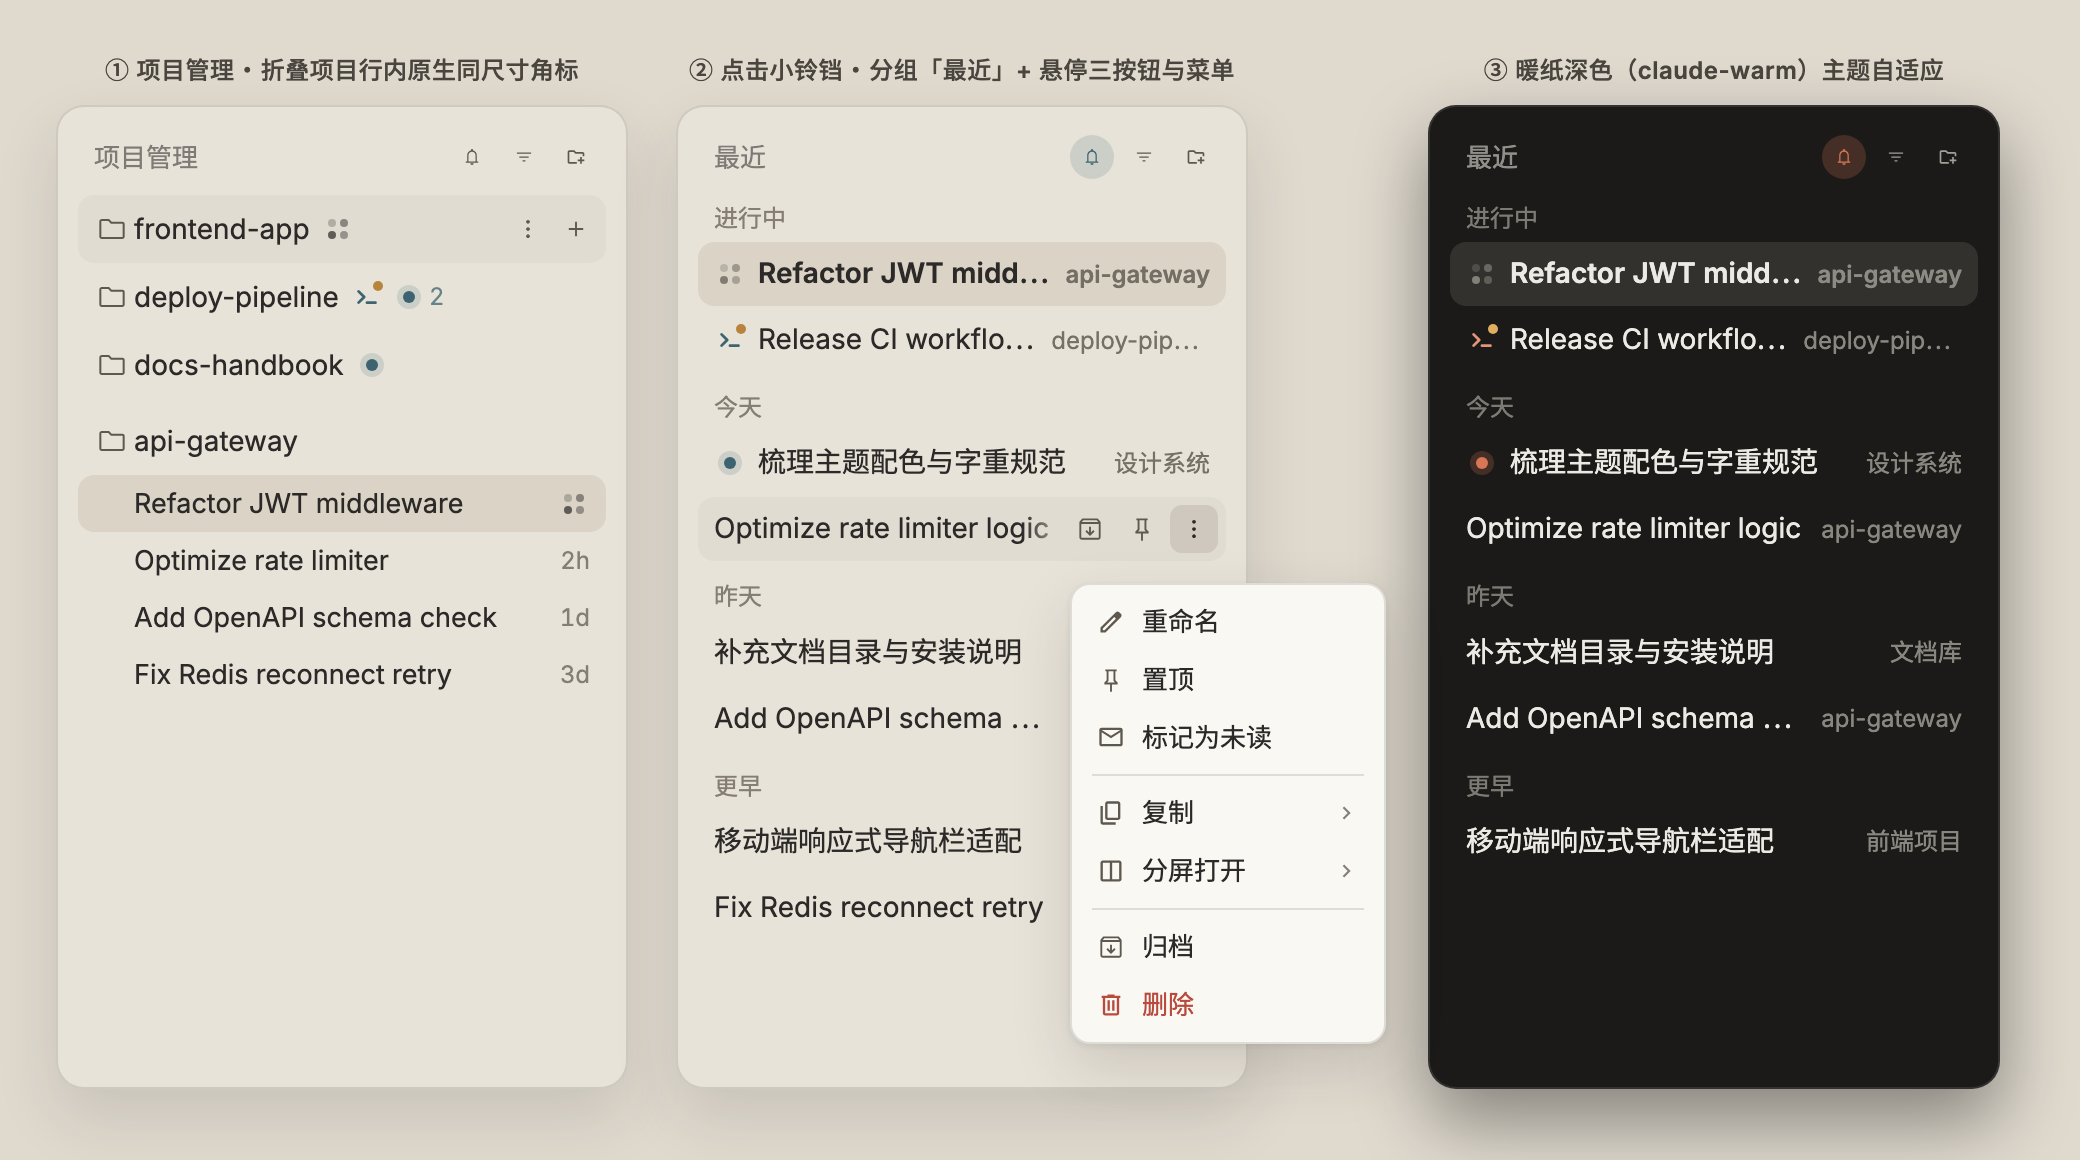 ① 项目管理・折叠项目行内原生同尺寸角标
项目管理
frontend-app
deploy-pipeline 2
docs-handbook
api-gateway
Refactor JWT middleware
Optimize rate limiter 2h
Add OpenAPI schema check 1d
Fix Redis reconnect retry 3d
② 点击小铃铛・分组「最近」+ 悬停三按钮与菜单
最近
进行中
Refactor JWT midd... api-gateway
Release CI workflo... deploy-pip...
今天
梳理主题配色与字重规范 设计系统
Optimize rate limiter logic
昨天
补充文档目录与安装说明
Add OpenAPI schema ...
更早
移动端响应式导航栏适配
Fix Redis reconnect retry
重命名
置顶
标记为未读
复制
分屏打开
归档
删除
③ 暖纸深色（claude-warm）主题自适应
最近
进行中
Refactor JWT midd... api-gateway
Release CI workflo... deploy-pip...
今天
梳理主题配色与字重规范 设计系统
Optimize rate limiter logic api-gateway
昨天
补充文档目录与安装说明 文档库
Add OpenAPI schema ... api-gateway
更早
移动端响应式导航栏适配 前端项目